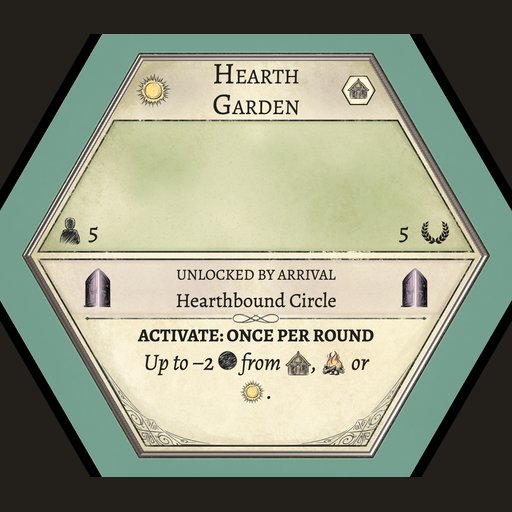 HEARTH
GARDEN
5 5
UNLOCKED BY ARRIVAL
Hearthbound Circle
ACTIVATE: ONCE PER ROUND
Up to –2 from , or
.